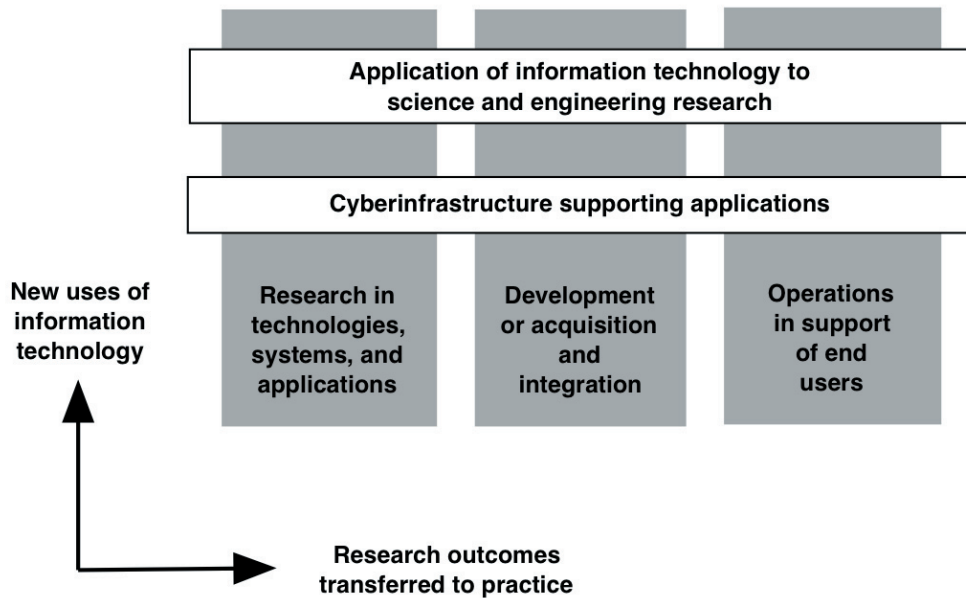 Application of information technology to
science and engineering research
Cyberinfrastructure supporting applications
New uses of
information
technology
Research in
technologies,
systems, and
applications
Development
or acquisition
and
integration
Operations
in support
of end
users
Research outcomes
transferred to practice